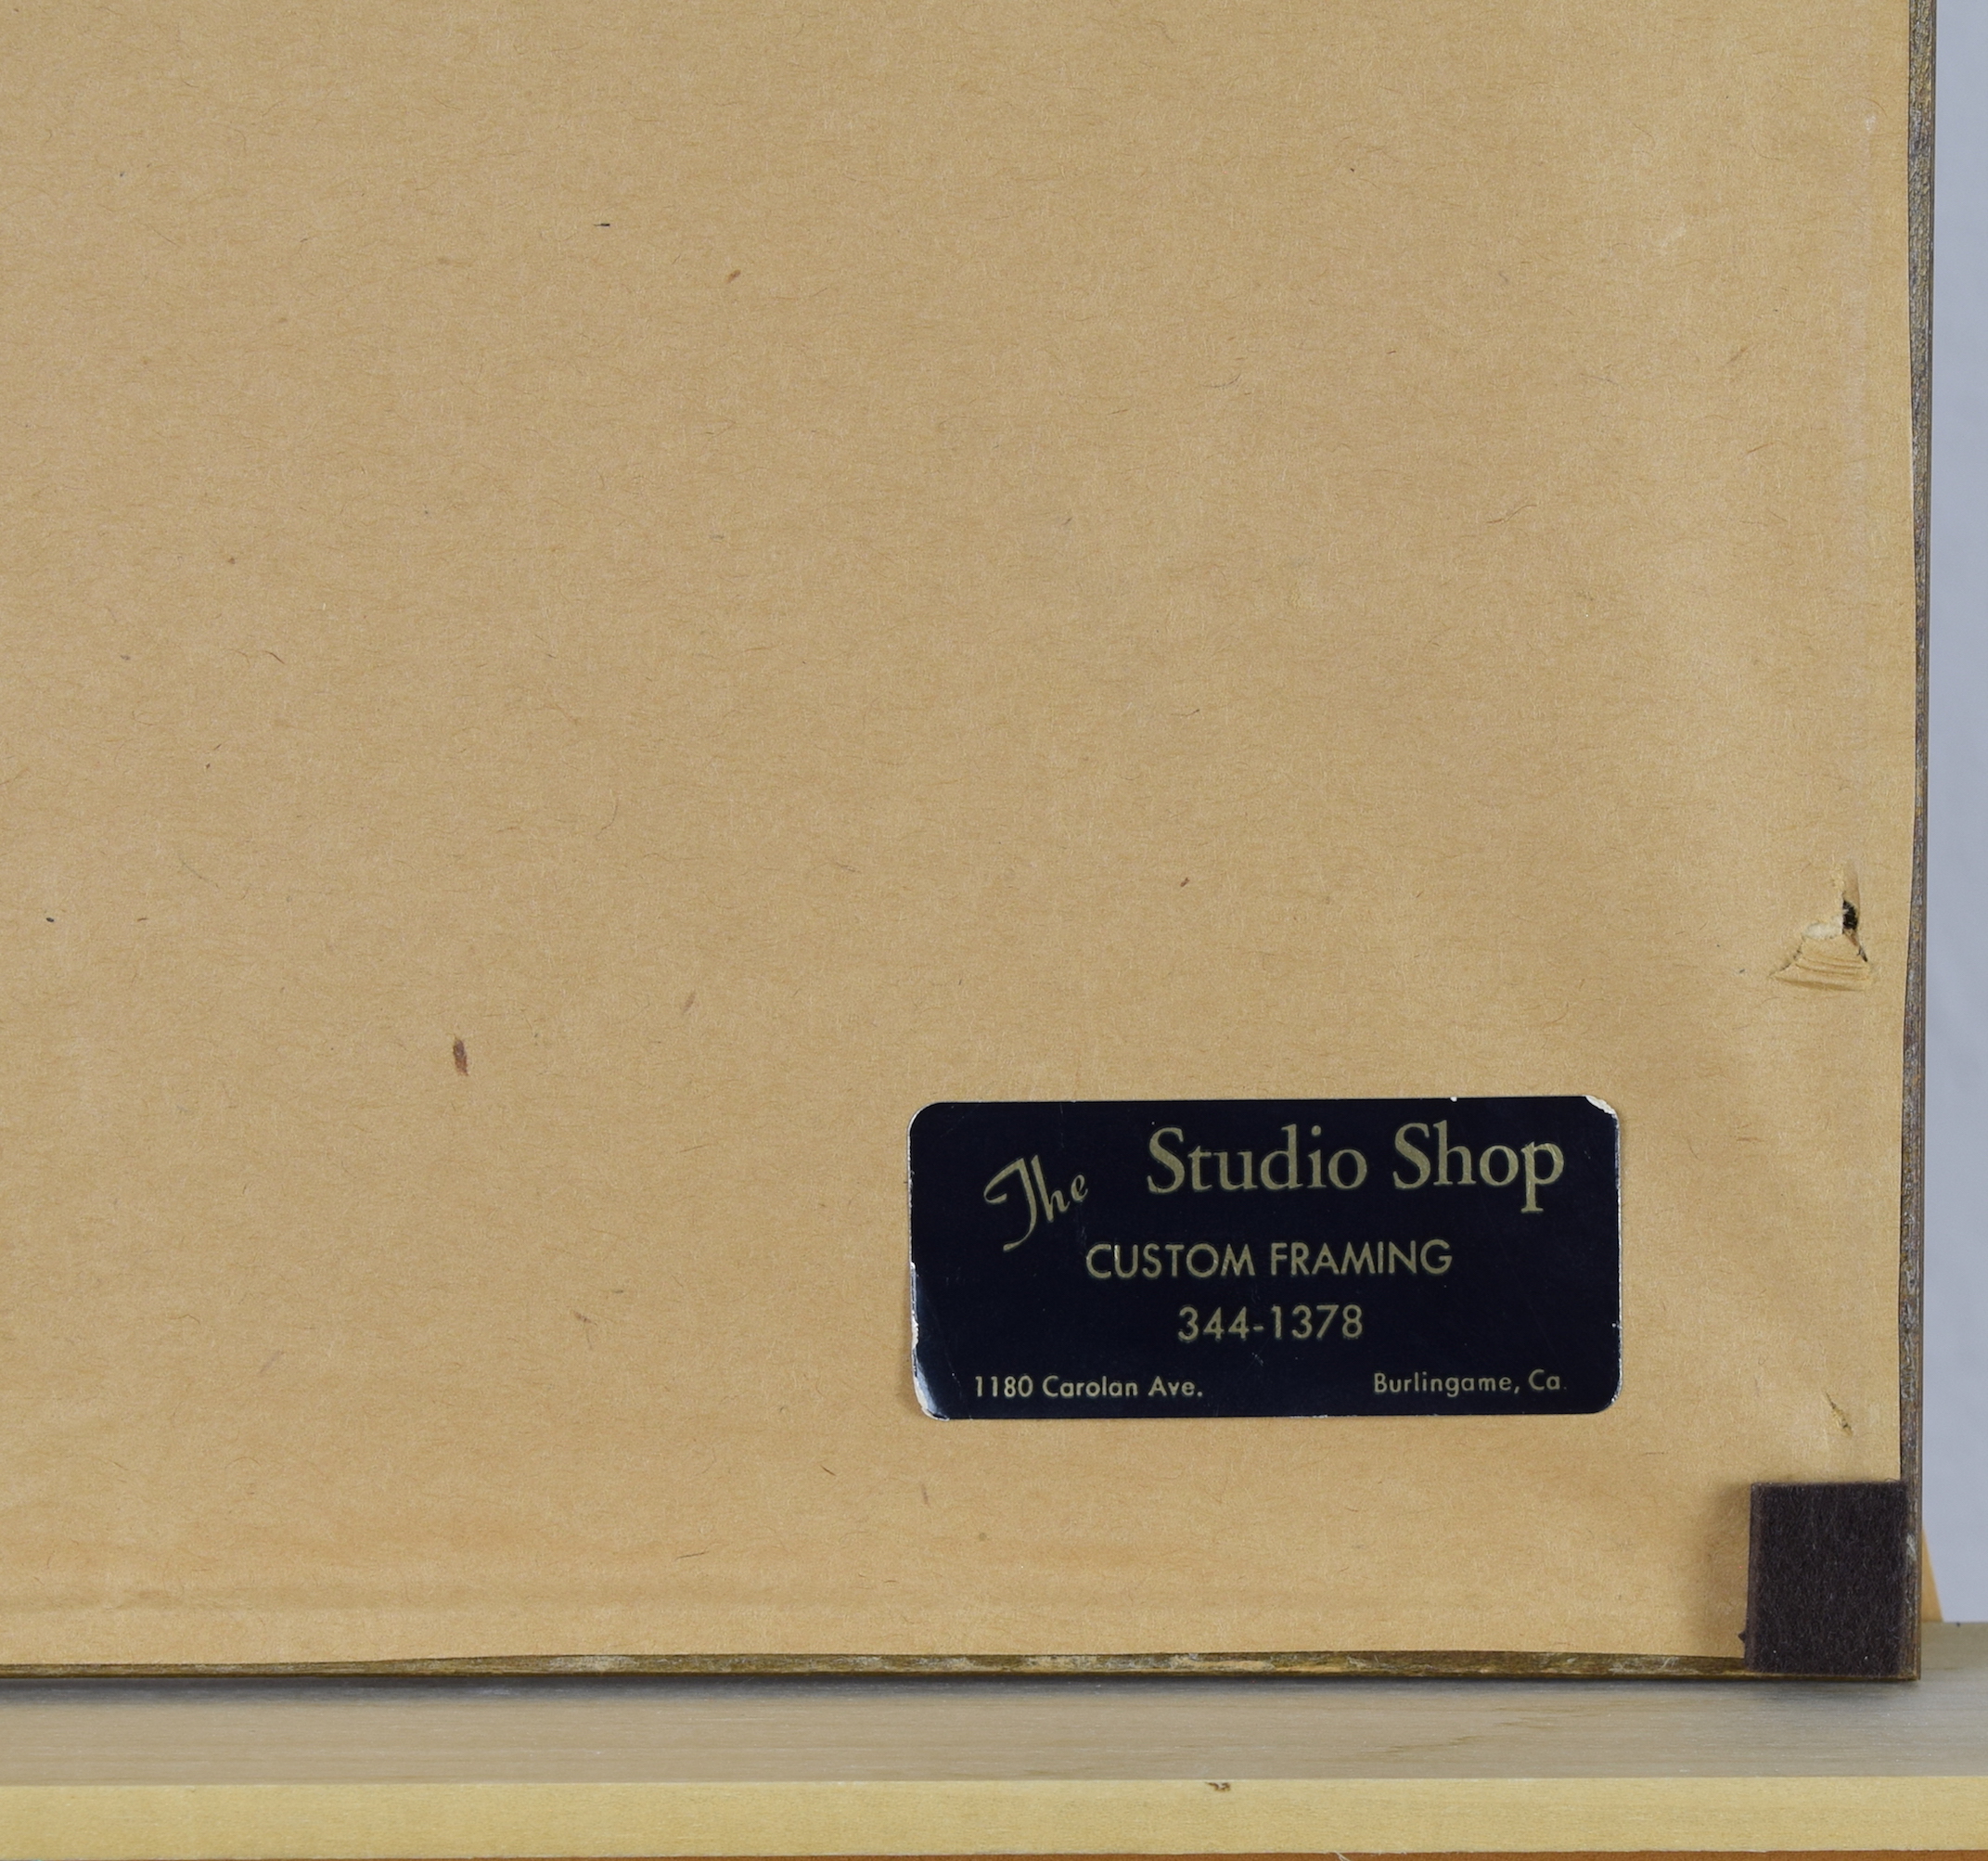 The Studio Shop
CUSTOM FRAMING
344-1378
1180 Carolan Ave. Burlingame, Ca.